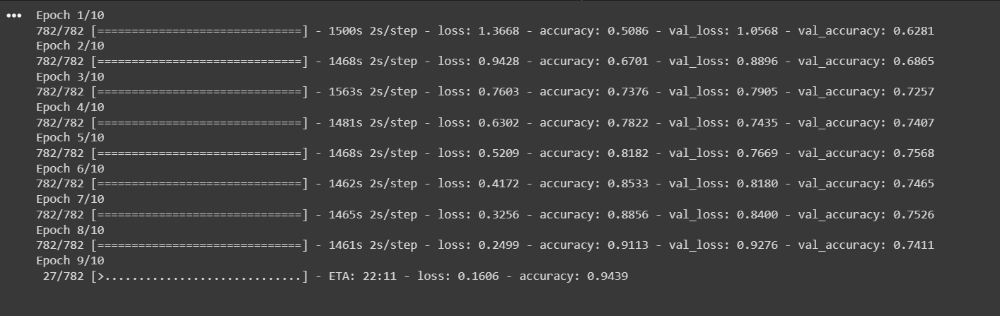 Epoch 1/10
782/782 [==============================] - 1500s 2s/step - loss: 1.3668 - accuracy: 0.5086 - val_loss: 1.0568 - val_accuracy: 0.6281
Epoch 2/10
782/782 [==============================] - 1468s 2s/step - loss: 0.9428 - accuracy: 0.6701 - val_loss: 0.8896 - val_accuracy: 0.6865
Epoch 3/10
782/782 [==============================] - 1563s 2s/step - loss: 0.7603 - accuracy: 0.7376 - val_loss: 0.7905 - val_accuracy: 0.7257
Epoch 4/10
782/782 [==============================] - 1481s 2s/step - loss: 0.6302 - accuracy: 0.7822 - val_loss: 0.7435 - val_accuracy: 0.7407
Epoch 5/10
782/782 [==============================] - 1468s 2s/step - loss: 0.5209 - accuracy: 0.8182 - val_loss: 0.7669 - val_accuracy: 0.7568
Epoch 6/10
782/782 [==============================] - 1462s 2s/step - loss: 0.4172 - accuracy: 0.8533 - val_loss: 0.8180 - val_accuracy: 0.7465
Epoch 7/10
782/782 [==============================] - 1465s 2s/step - loss: 0.3256 - accuracy: 0.8856 - val_loss: 0.8400 - val_accuracy: 0.7526
Epoch 8/10
782/782 [==============================] - 1461s 2s/step - loss: 0.2499 - accuracy: 0.9113 - val_loss: 0.9276 - val_accuracy: 0.7411
Epoch 9/10
 27/782 [>.............................] - ETA: 22:11 - loss: 0.1606 - accuracy: 0.9439